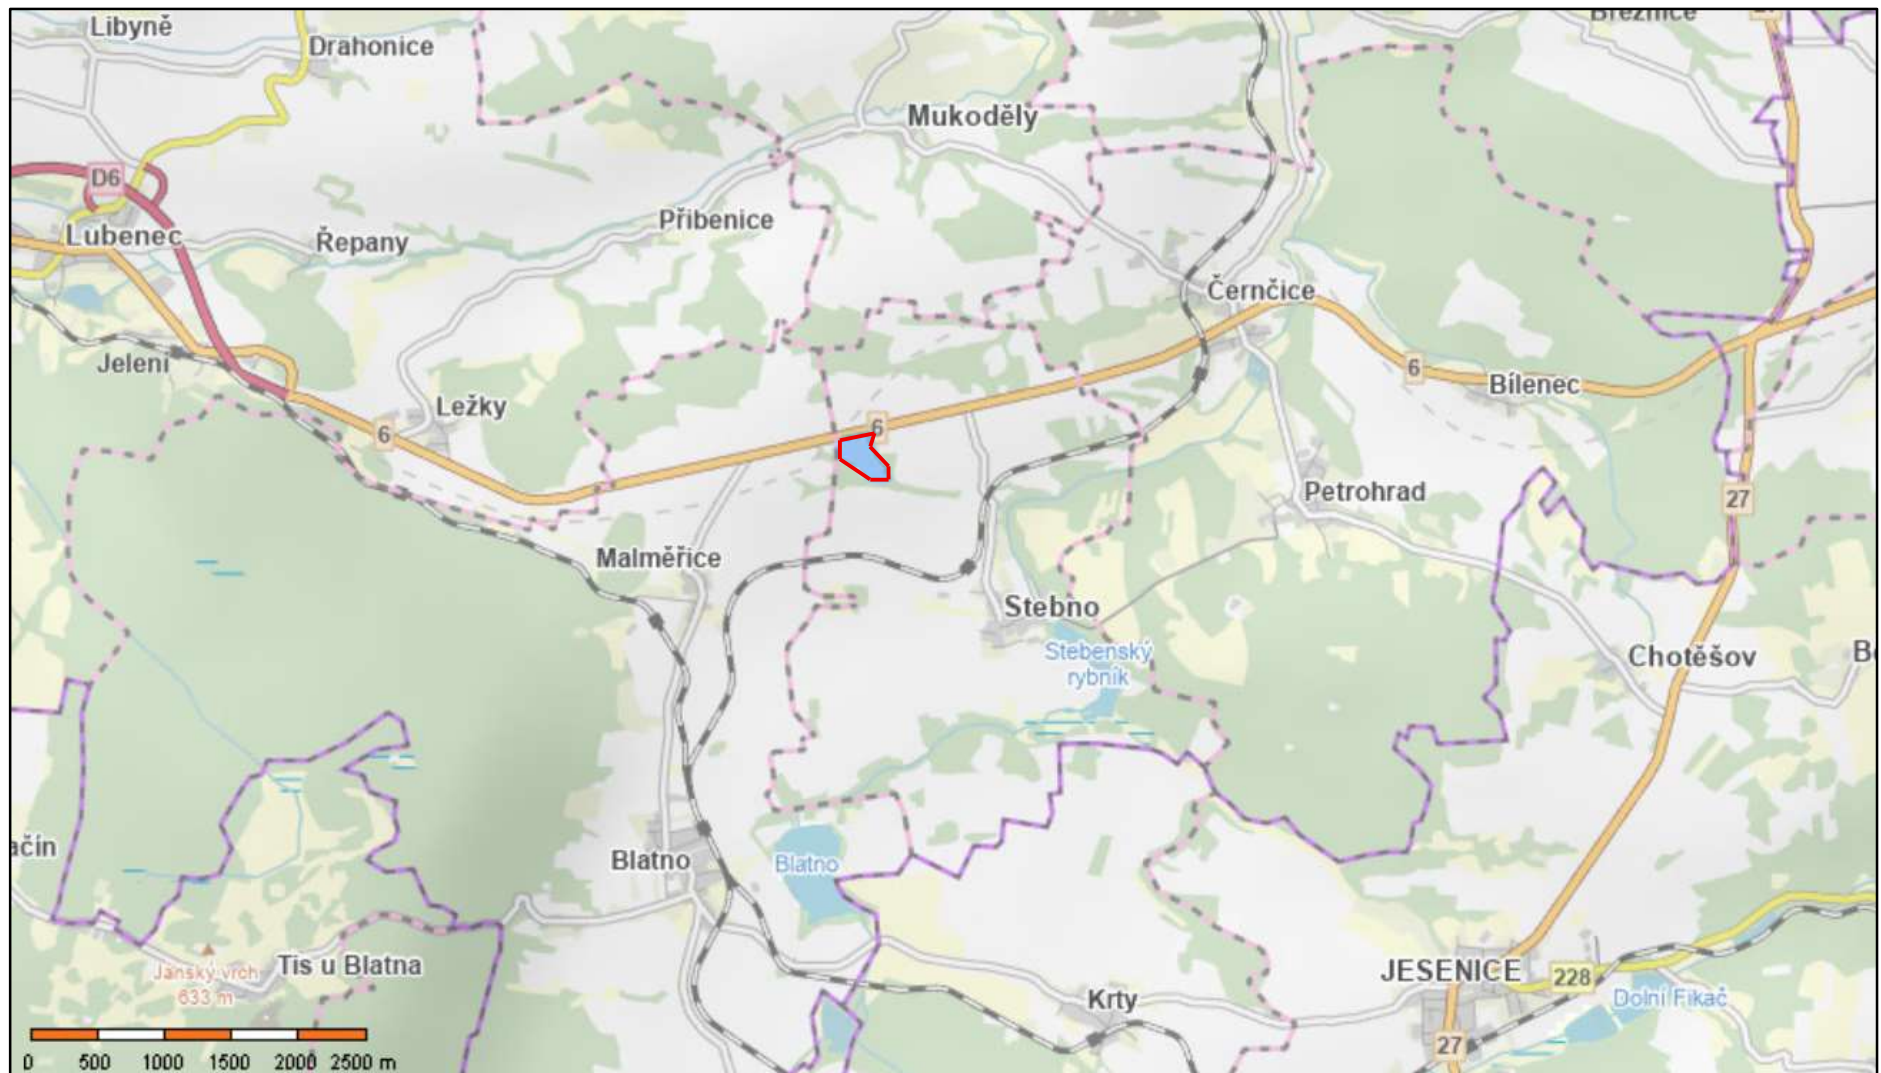 Libyně
Drahonice
Mukoděly
D6
Lubenec
Řepany
Přibenice
Černčice
Jelení
Ležky
6
6
6
Bílenec
27
Petrohrad
Malměřice
Stebno
Stebenský
rybník
Chotěšov
Blatno
Blatno
Jánský vrch
633 m
Tis u Blatna
JESENICE
228
Dolní Fikač
Krty
27
0 500 1000 1500 2000 2500 m